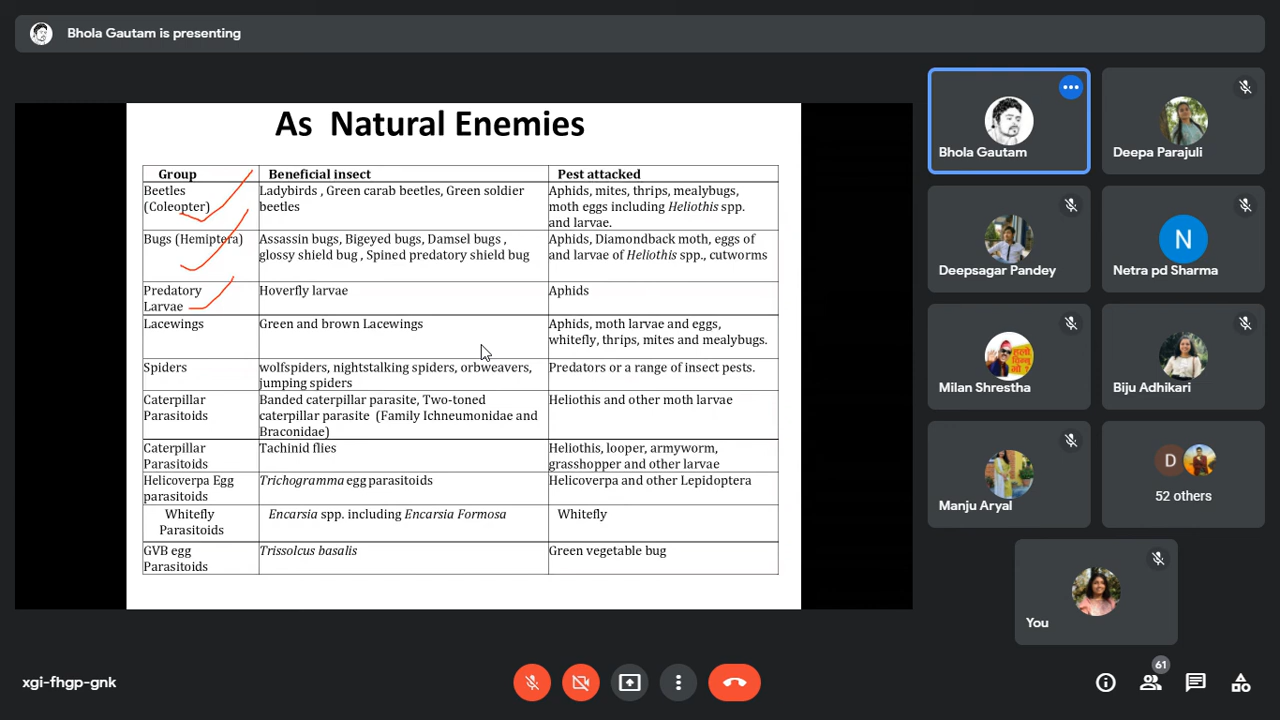 Bhola Gautam is presenting
As Natural Enemies
Group Beneficial insect Pest attacked
Beetles
(Coleopter)
Ladybirds , Green carab beetles, Green soldier
beetles
Aphids, mites, thrips, mealybugs,
moth eggs including Heliothis spp.
and larvae.
Bugs (Hemiptera)
Assassin bugs, Bigeyed bugs, Damsel bugs ,
glossy shield bug , Spined predatory shield bug
Aphids, Diamondback moth, eggs of
and larvae of Heliothis spp., cutworms
Predatory
Larvae
Hoverfly larvae
Aphids
Lacewings
Green and brown Lacewings
Aphids, moth larvae and eggs,
whitefly, thrips, mites and mealybugs.
Spiders
wolfspiders, nightstalking spiders, orbweavers,
jumping spiders
Predators or a range of insect pests.
Caterpillar
Parasitoids
Banded caterpillar parasite, Two-toned
caterpillar parasite (Family Ichneumonidae and
Braconidae)
Heliothis and other moth larvae
Caterpillar
Parasitoids
Tachinid flies
Heliothis, looper, armyworm,
grasshopper and other larvae
Helicoverpa Egg
parasitoids
Trichogramma egg parasitoids
Helicoverpa and other Lepidoptera
Whitefly
Parasitoids
Encarsia spp. including Encarsia Formosa
Whitefly
GVB egg
Parasitoids
Trissolcus basalis
Green vegetable bug
Bhola Gautam
Deepa Parajuli
Deepsagar Pandey
N
Netra pd Sharma
Milan Shrestha
Biju Adhikari
Manju Aryal
D
52 others
You
xgi-fhgp-gnk
61